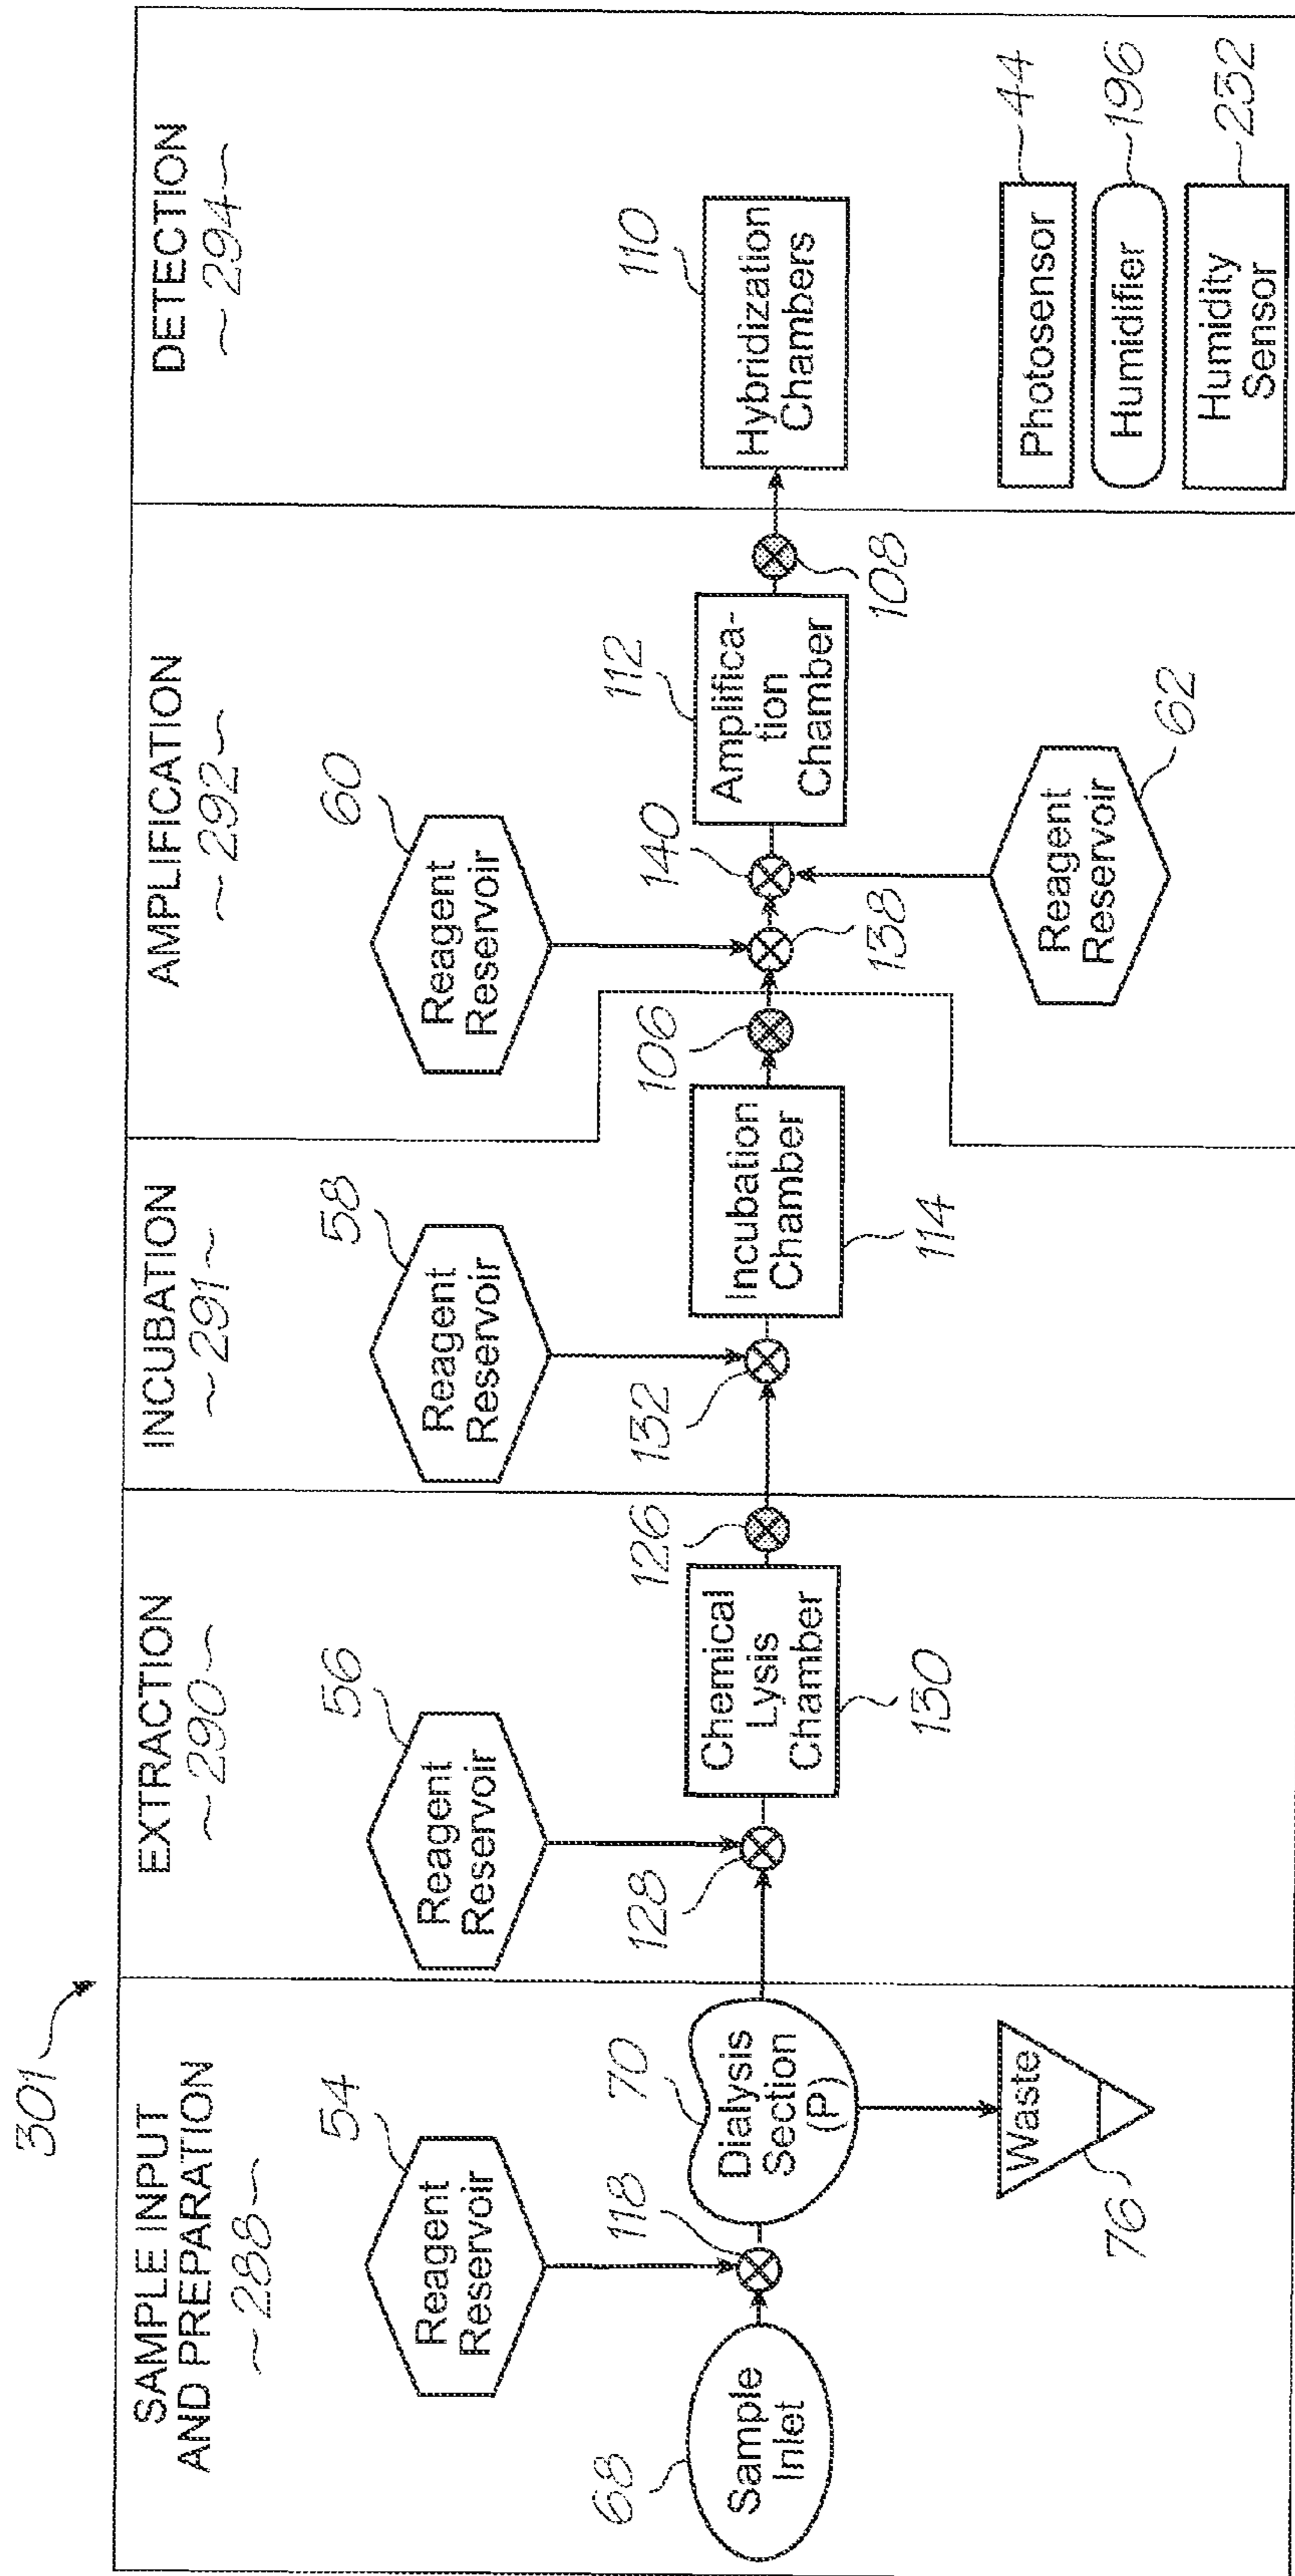 301
SAMPLE INPUT
AND PREPARATION
~288~
54
Reagent
Reservoir
118
70
68
Sample
Inlet
Dialysis
Section
(P)
Waste
76
EXTRACTION
~290~
56
Reagent
Reservoir
128
126
Chemical
Lysis
Chamber
130
INCUBATION
~291~
58
Reagent
Reservoir
132
106
Incubation
Chamber
114
AMPLIFICATION
~292~
60
Reagent
Reservoir
140
112
138
Amplifica-
tion
Chamber
108
Reagent
Reservoir
62
DETECTION
~294~
110
Hybridization
Chambers
Photosensor
44
Humidifier
196
Humidity
Sensor
232